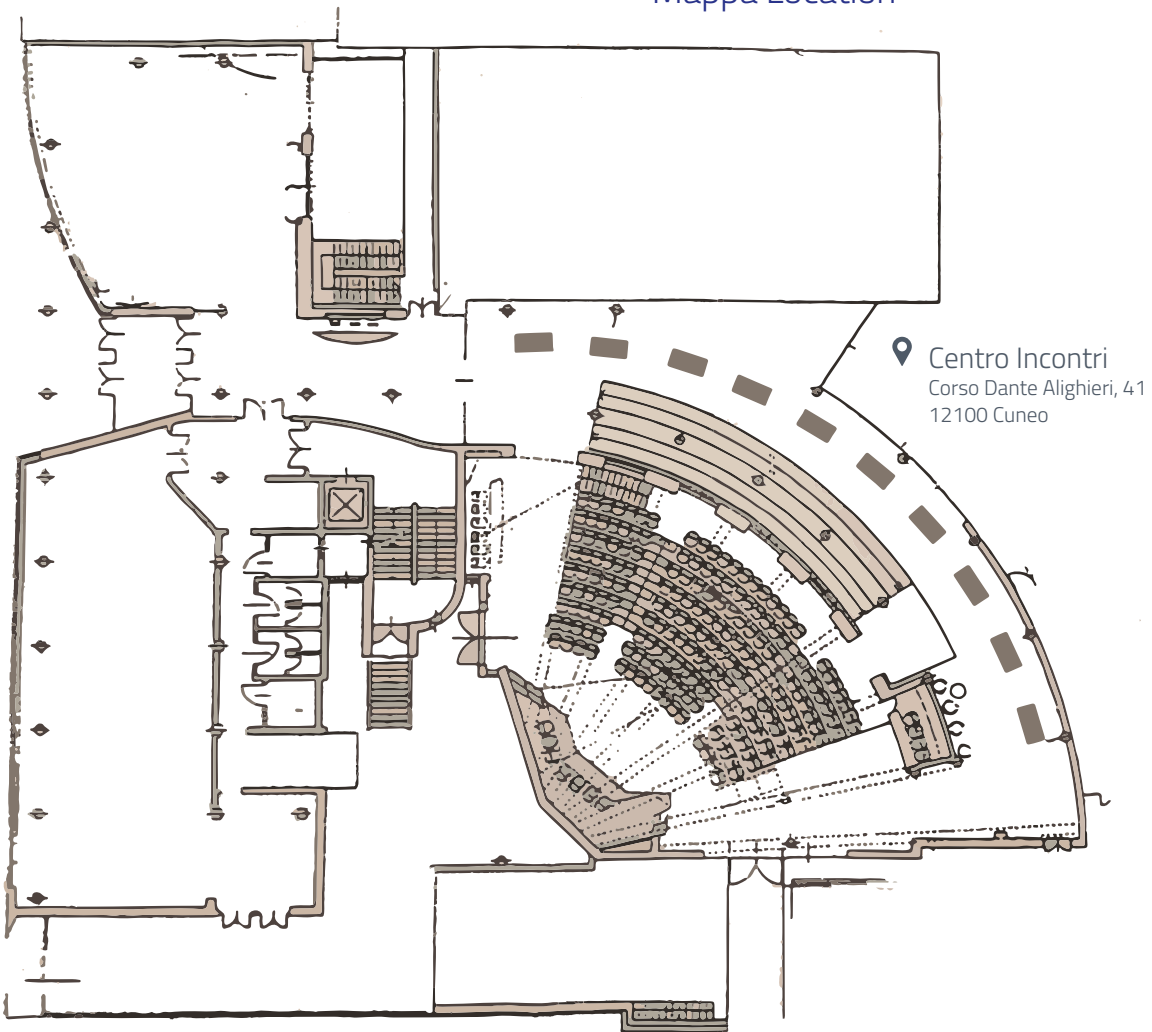 Mappa Location
Centro Incontri
Corso Dante Alighieri, 41
12100 Cuneo